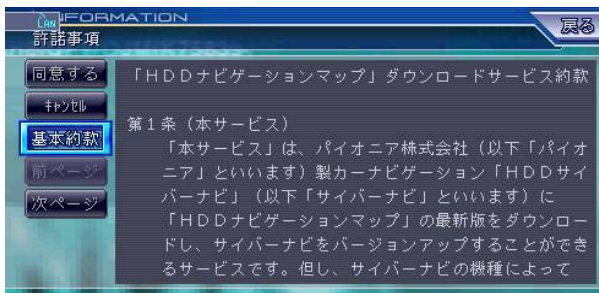 INFORMATION
LAN
許諾事項
戻る
同意する
キャンセル
基本約款
前ページ
次ページ
「HDDナビゲーションマップ」ダウンロードサービス約款
第1条（本サービス）
「本サービス」は、パイオニア株式会社（以下「パイオ
ニア」といいます）製カーナビゲーション「HDDサイ
バーナビ」（以下「サイバーナビ」といいます）に
「HDDナビゲーションマップ」の最新版をダウンロー
ドし、サイバーナビをバージョンアップすることができ
るサービスです。但し、サイバーナビの機種によって